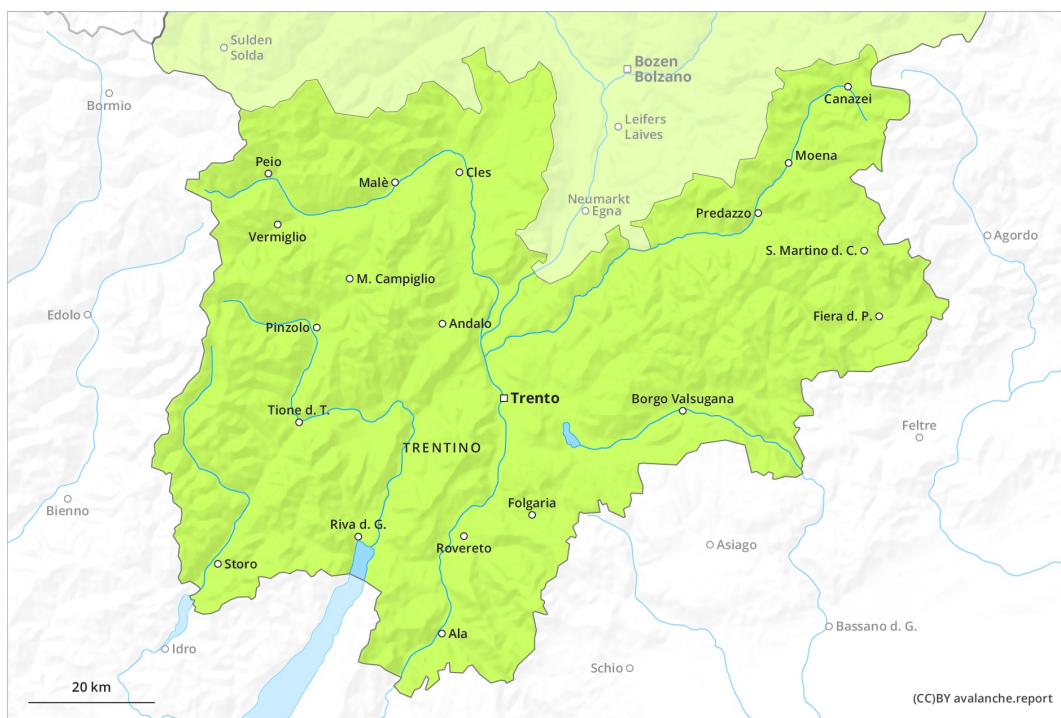 Sulden
Solda
Bozen
Bolzano
Bormio
Canazei
Leifers
Laives
Moena
Peio
Malè
Cles
Neumarkt
Egna
Predazzo
Vermiglio
S. Martino d. C.
Agordo
M. Campiglio
Edolo
Pinzolo
Andalo
Fiera d. P.
Trento
Borgo Valsugana
Tione d. T.
Feltre
TRENTINO
Bienno
Folgaria
Riva d. G.
Rovereto
Asiago
Storo
Ala
Bassano d. G.
Idro
Schio
20 km
(CC)BY avalanche.report